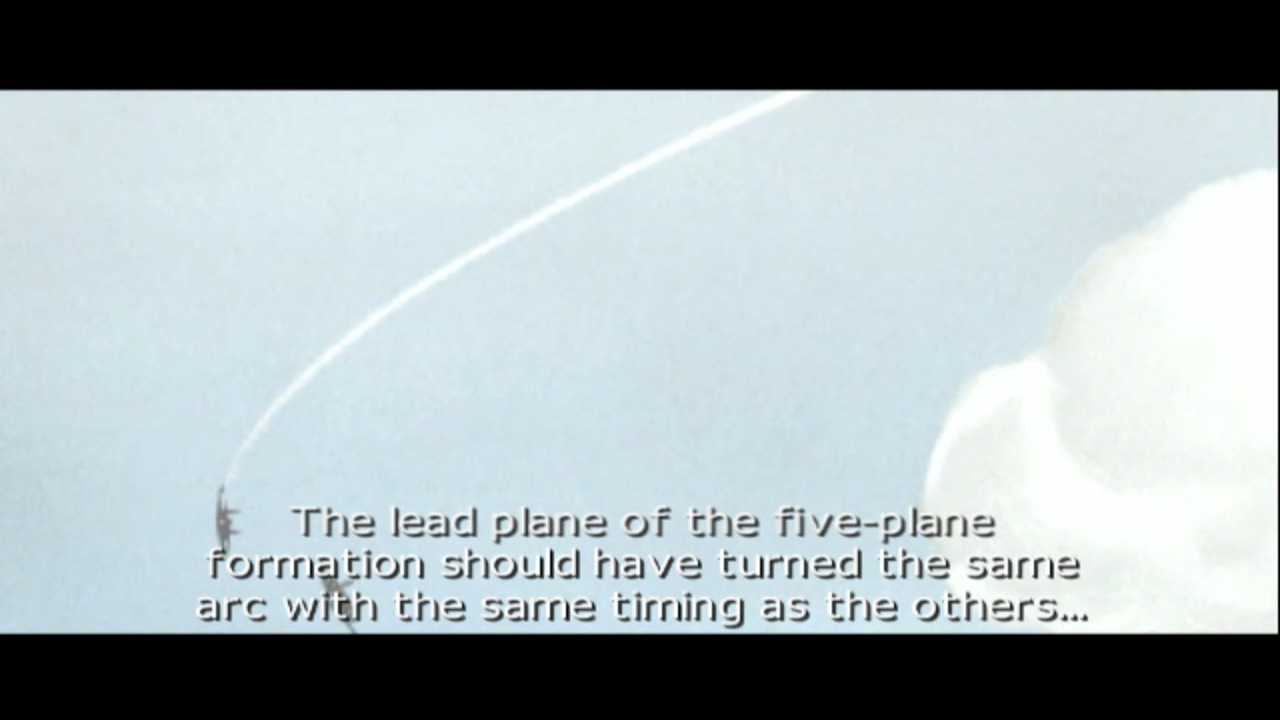 The lead plane of the five-plane
formation should have turned the same
arc with the same timing as the others...